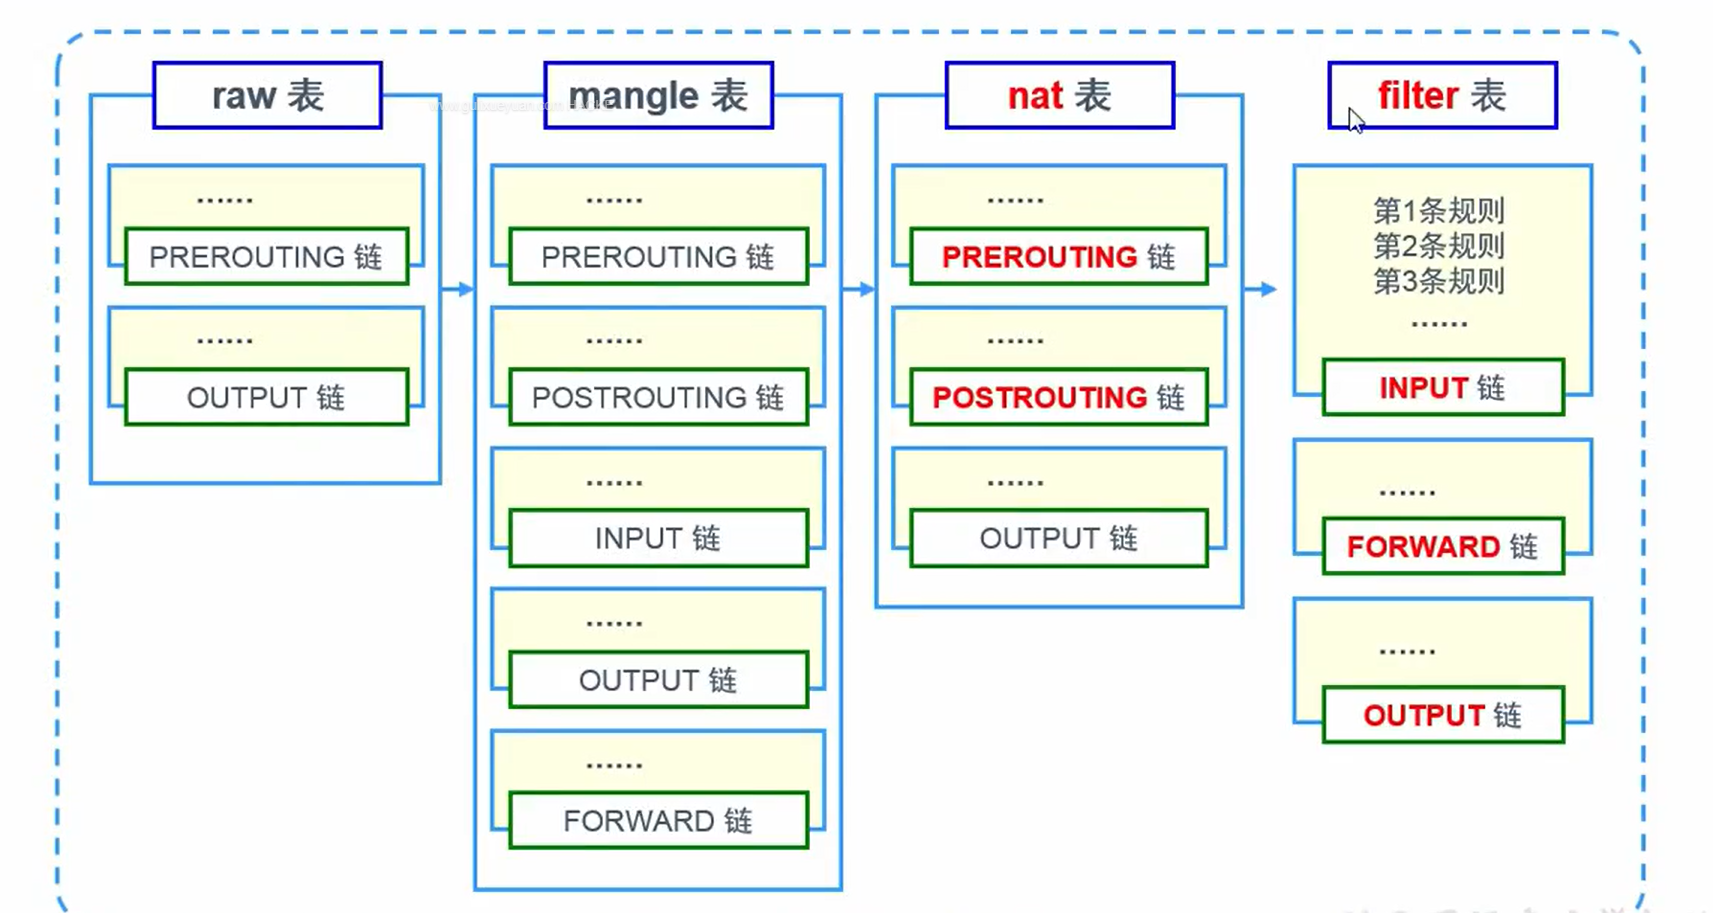 raw 表
……
PREROUTING 链
……
OUTPUT 链
mangle 表
……
PREROUTING 链
……
POSTROUTING 链
……
INPUT 链
……
OUTPUT 链
……
FORWARD 链
nat 表
……
PREROUTING 链
……
POSTROUTING 链
……
OUTPUT 链
filter 表
第1条规则
第2条规则
第3条规则
……
INPUT 链
……
FORWARD 链
……
OUTPUT 链